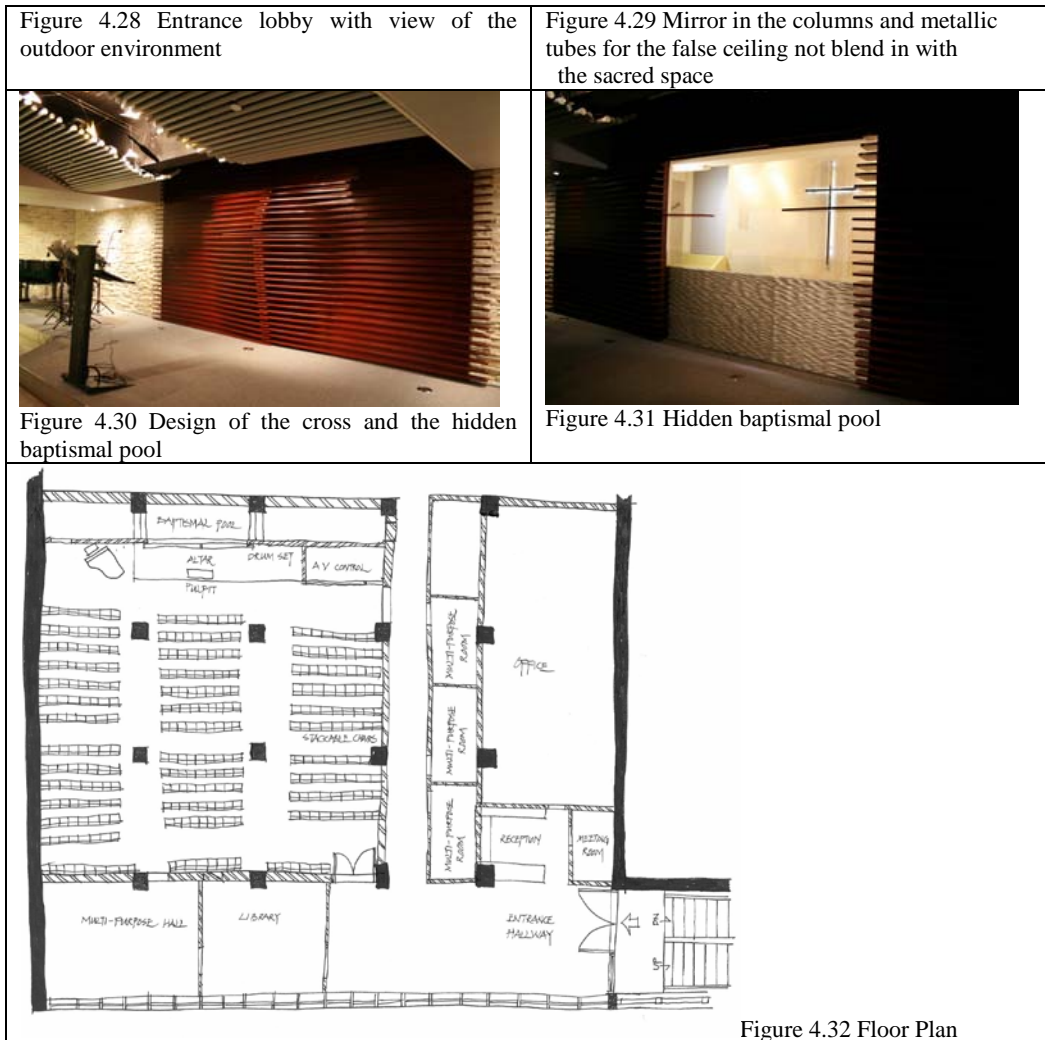 Figure 4.28 Entrance lobby with view of the
outdoor environment
Figure 4.29 Mirror in the columns and metallic
tubes for the false ceiling not blend in with
the sacred space
Figure 4.30 Design of the cross and the hidden
baptismal pool
Figure 4.31 Hidden baptismal pool
BAPTISMAL POOL
ALTAR
DRUM SET
AV CONTROL
PULPIT
MULTI-PURPOSE
ROOM
OFFICE
STACKABLE CHAIRS
MULTI-PURPOSE
ROOM
MULTI-PURPOSE
ROOM
RECEPTION
MEETING
ROOM
MULTI-PURPOSE HALL
LIBRARY
ENTRANCE
HALLWAY
Figure 4.32 Floor Plan